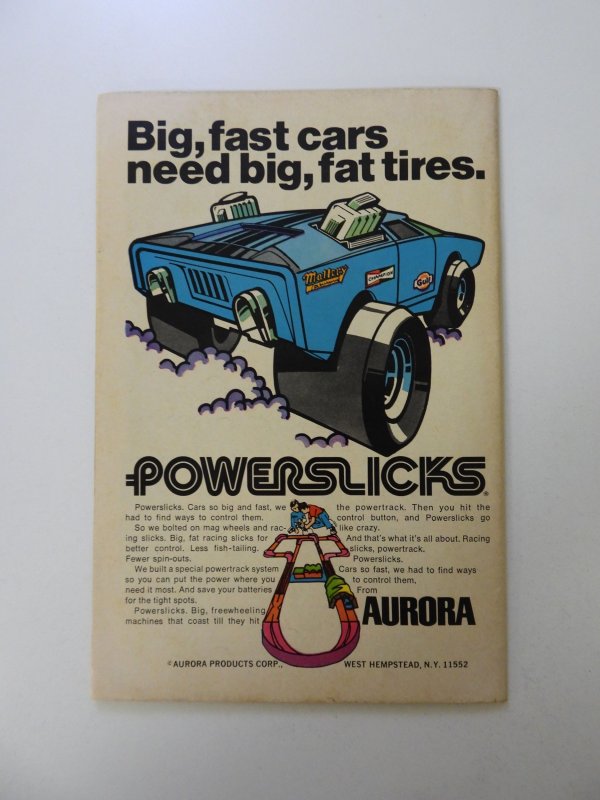 Big, fast cars
need big, fat tires.
Mallory
CHAMPION
Gulf
POWERSLICKS®
Powerslicks. Cars so big and fast, we
had to find ways to control them.
So we bolted on mag wheels and rac-
ing slicks. Big, fat racing slicks for
better control. Less fish-tailing.
Fewer spin-outs.
We built a special powertrack system
so you can put the power where you
need it most. And save your batteries
for the tight spots.
Powerslicks. Big, freewheeling
machines that coast till they hit
the powertrack. Then you hit the
control button, and Powerslicks go
like crazy.
And that's what it's all about. Racing
slicks, powertrack.
Powerslicks.
Cars so fast, we had to find ways
to control them.
From
AURORA
©AURORA PRODUCTS CORP., WEST HEMPSTEAD, N.Y. 11552